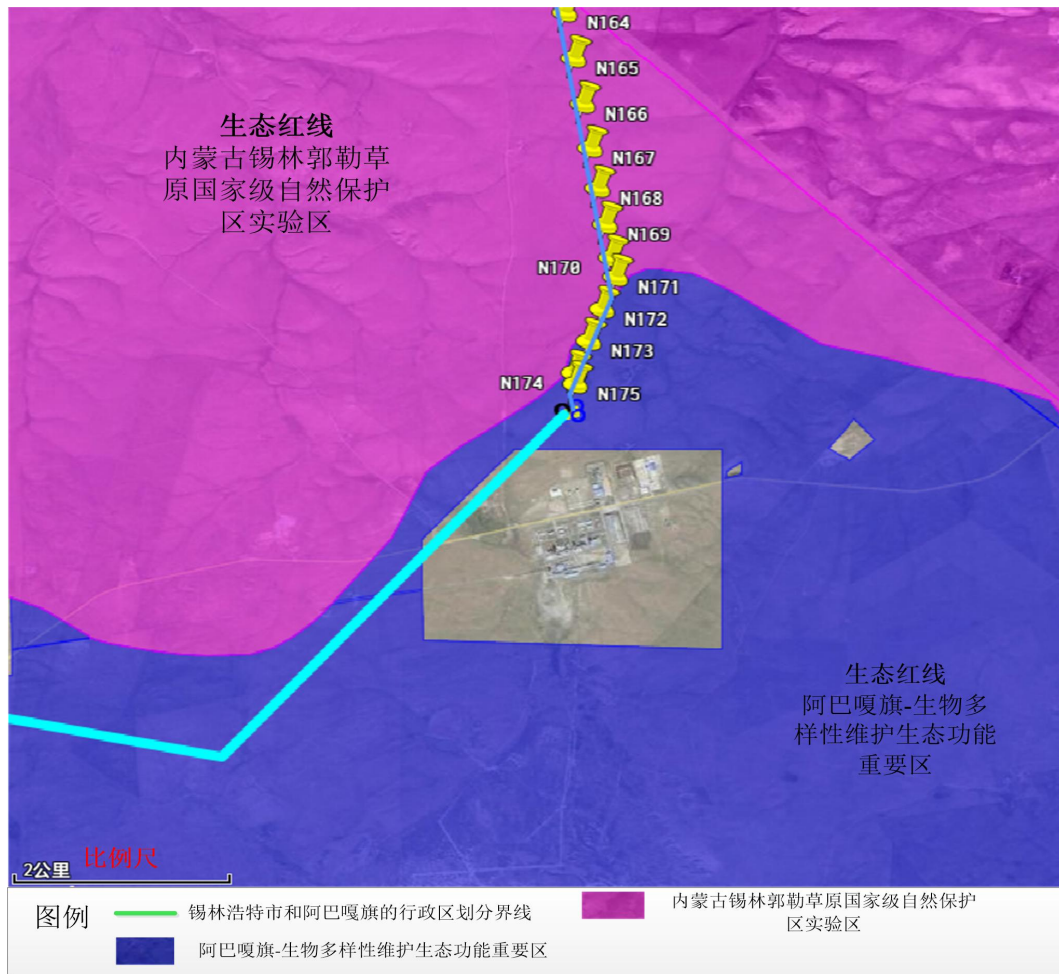 N164
N165
N166
N167
N168
N169
N170
N171
N172
N173
N174
N175
生态红线
内蒙古锡林郭勒草
原国家级自然保护
区实验区
生态红线
阿巴嘎旗-生物多
样性维护生态功能
重要区
比例尺
2公里
图例
锡林浩特市和阿巴嘎旗的行政区划分界线
内蒙古锡林郭勒草原国家级自然保护
区实验区
阿巴嘎旗-生物多样性维护生态功能重要区